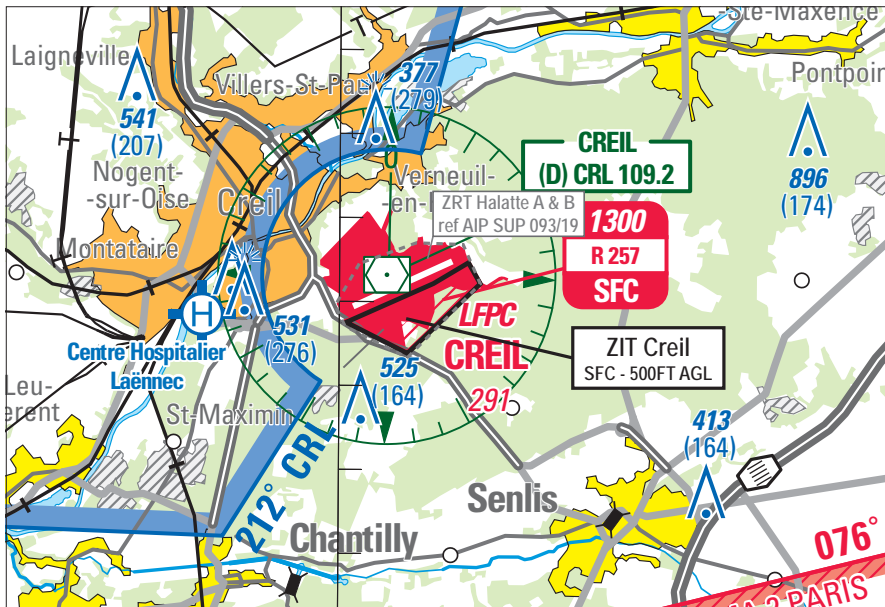 -Ste-Maxence
Laigneville
Villers-St-Pau
377
(279)
Pontpoin
541
(207)
CREIL
(D) CRL 109.2
Nogent-
-sur-Oise
Verneuil-
-en-
896
(174)
Creil
ZRT Halatte A & B
ref AIP SUP 093/19
1300
R 257
SFC
Montataire
H
LFPC
CREIL
291
531
(276)
ZIT Creil
SFC - 500FT AGL
Centre Hospitalier
Laënnec
525
(164)
Leu-
erent
St-Maximin
413
(164)
212° CRL
Senlis
Chantilly
076°
2 PARIS